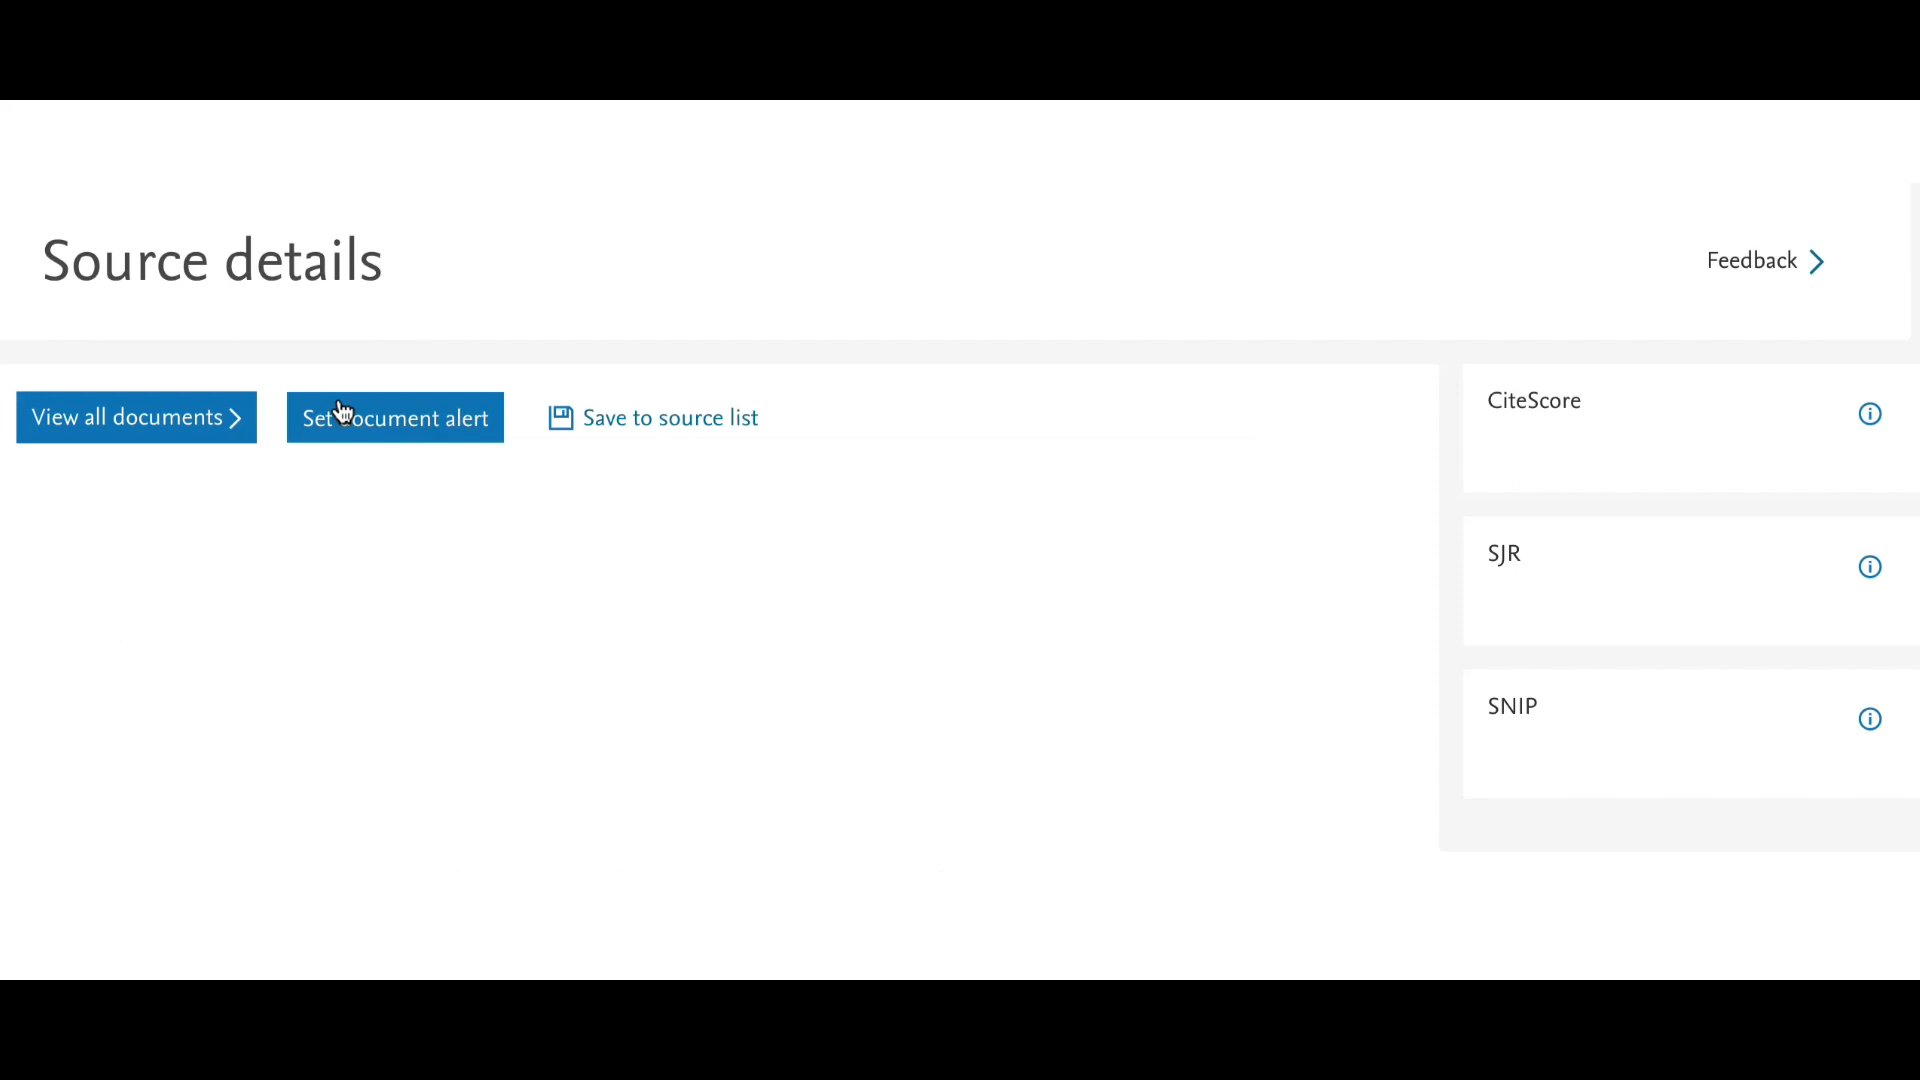 Source details
Feedback
View all documents
Set document alert
Save to source list
CiteScore
SJR
SNIP